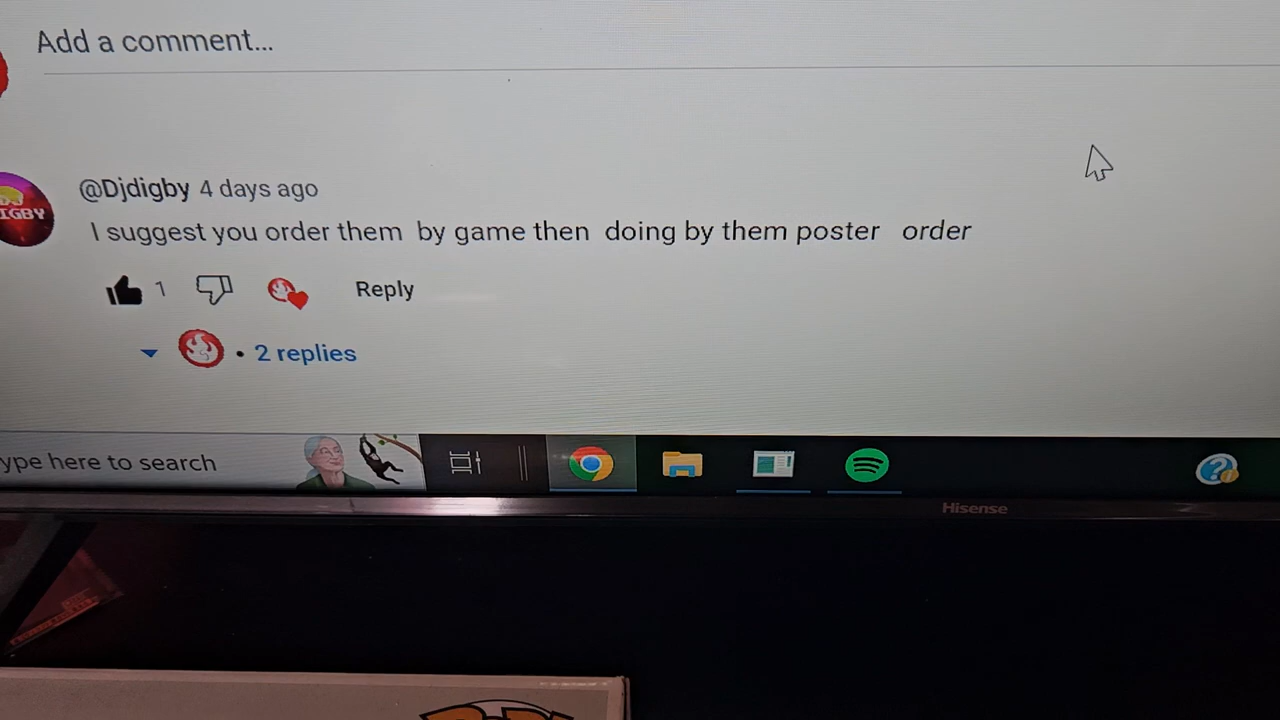 Add a comment...
@Djdigby 4 days ago
IGBY
I suggest you order them by game then doing by them poster order
1
Reply
• 2 replies
ype here to search
Hisense